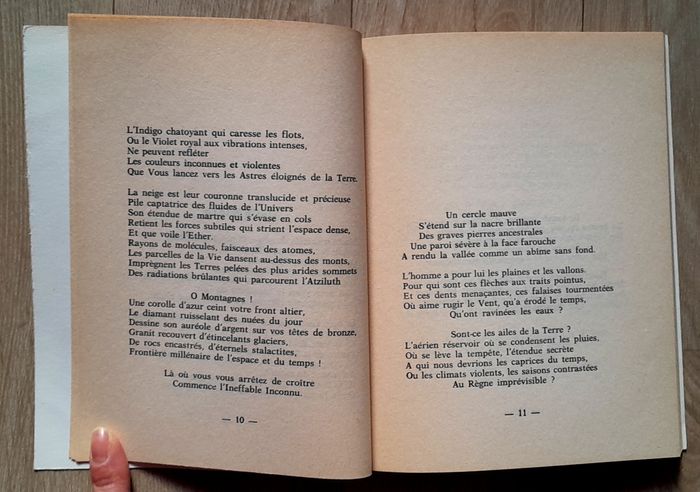 L'Indigo chatoyant qui caresse les flots,
Ou le Violet royal aux vibrations intenses,
Ne peuvent refléter
Les couleurs inconnues et violentes
Que Vous lancez vers les Astres éloignés de la Terre.
La neige est leur couronne translucide et précieuse
Pile captatrice des fluides de l'Univers
Son étendue de martre qui s'évase en cols
Retient les forces subtiles qui strient l'espace dense,
Et que voile l'Ether.
Rayons de molécules, faisceaux des atomes,
Les parcelles de la Vie dansent au-dessus des monts,
Imprègnent les Terres pelées des plus arides sommets
Des radiations brûlantes qui parcourent l'Atziluth
O Montagnes !
Une corolle d'azur ceint votre front altier,
Le diamant ruisselant des nuées du jour
Dessine son auréole d'argent sur vos têtes de bronze,
Granit recouvert d'étincelants glaciers,
De rocs encastrés, d'éternels stalactites,
Frontière millénaire de l'espace et du temps !
Là où vous vous arrêtez de croître
Commence l'Ineffable Inconnu.
— 10 —
Un cercle mauve
S'étend sur la nacre brillante
Des graves pierres ancestrales
Une paroi sévère à la face farouche
A rendu la vallée comme un abîme sans fond.
L'homme a pour lui les plaines et les vallons.
Pour qui sont ces flèches aux traits pointus,
Et ces dents menaçantes, ces falaises tourmentées
Où aime rugir le Vent, qu'a érodé le temps,
Qu'ont ravinées les eaux ?
Sont-ce les ailes de la Terre ?
L'aérien réservoir où se condensent les pluies,
Où se lève la tempête, l'étendue secrète
A qui nous devrions les caprices du temps,
Ou les climats violents, les saisons contrastées
Au Règne imprévisible ?
— 11 —